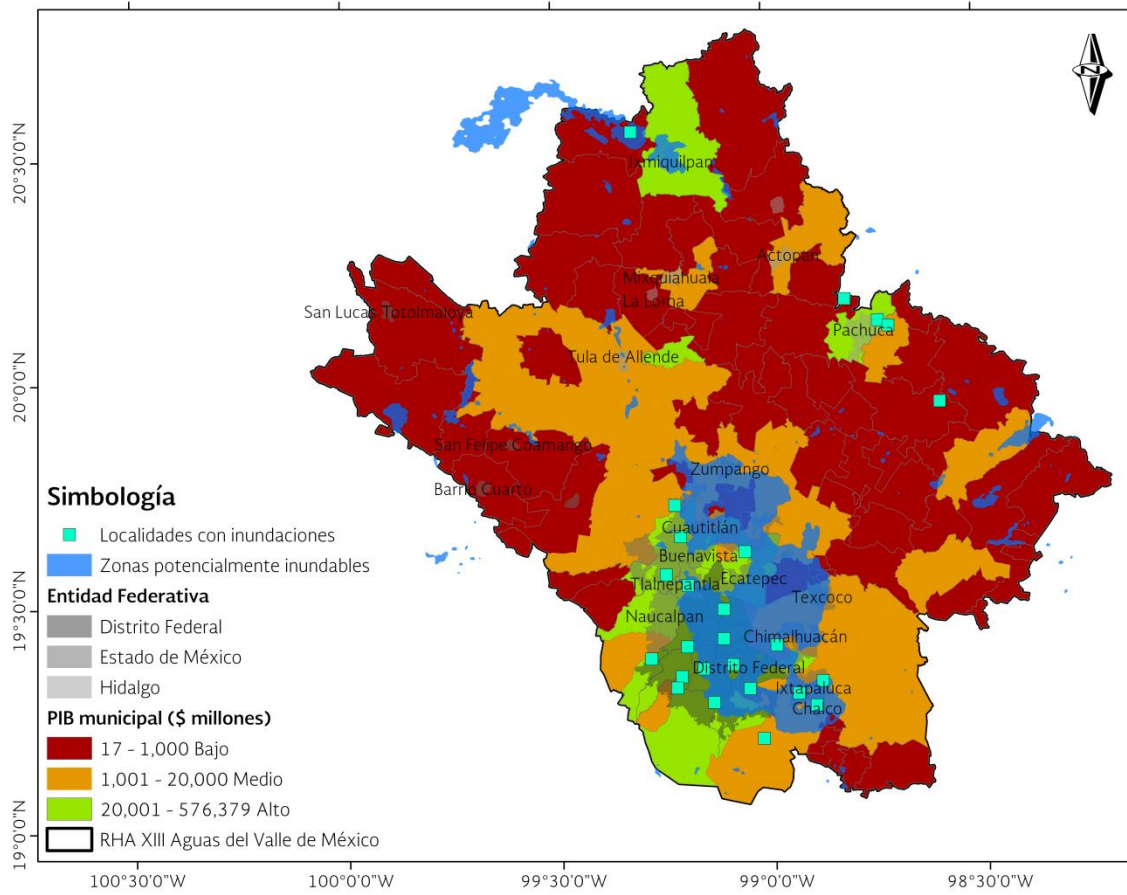 N
20°30'0"N
20°0'0"N
19°30'0"N
19°0'0"N
Ixmiquilpan
Actopan
Mixquiahuala
La Loma
San Lucas Totolmaloya
Pachuca
Tula de Allende
San Felipe Coamango
Barrio Cuarto
Zumpango
Cuautitlán
Buenavista
Ecatepec
Tlalnepantla
Texcoco
Naucalpan
Chimalhuacán
Distrito Federal
Ixtapaluca
Chalco
Simbología
Localidades con inundaciones
Zonas potencialmente inundables
Entidad Federativa
Distrito Federal
Estado de México
Hidalgo
PIB municipal ($ millones)
17 - 1,000 Bajo
1,001 - 20,000 Medio
20,001 - 576,379 Alto
RHA XIII Aguas del Valle de México
100°30'0"W 100°0'0"W 99°30'0"W 99°0'0"W 98°30'0"W